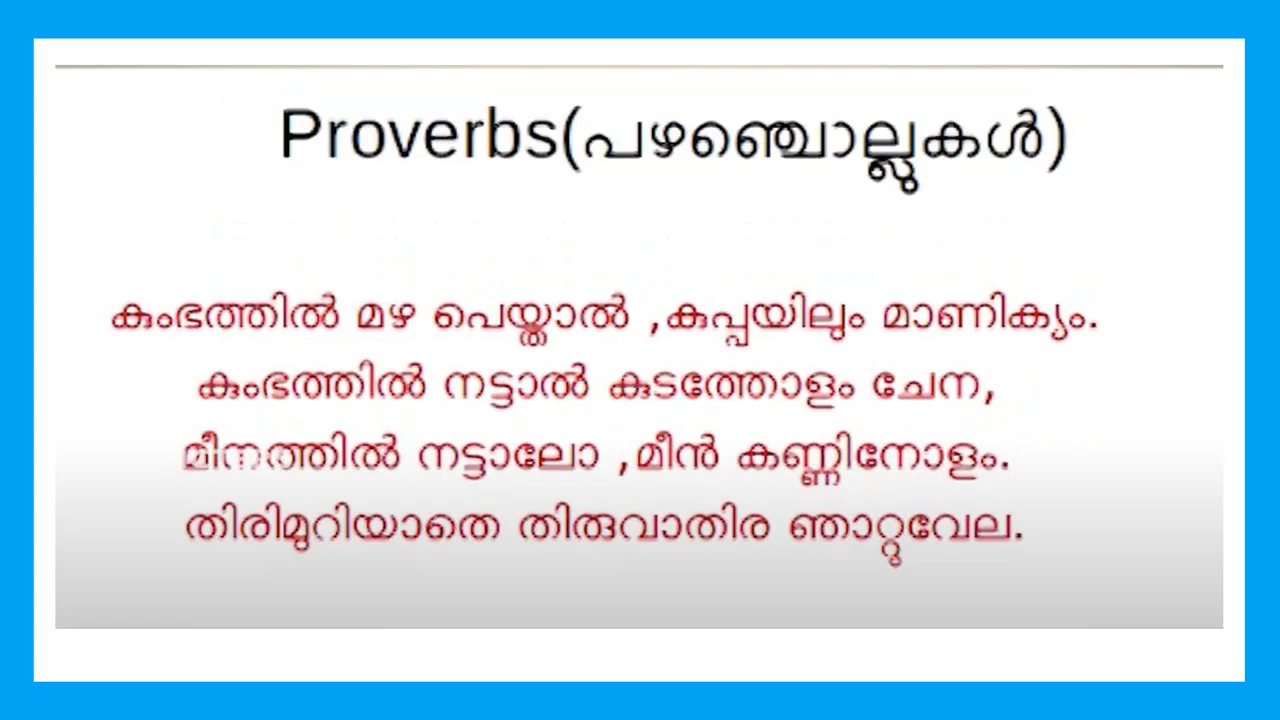 Proverbs(പഴഞ്ചൊല്ലുകൾ)
കുംഭത്തിൽ മഴ പെയ്താൽ ,കുപ്പയിലും മാണിക്യം.
കുംഭത്തിൽ നട്ടാൽ കുടത്തോളം ചേന,
മീനത്തിൽ നട്ടാലോ ,മീൻ കണ്ണിനോളം.
തിരിമുറിയാതെ തിരുവാതിര ഞാറ്റുവേല.